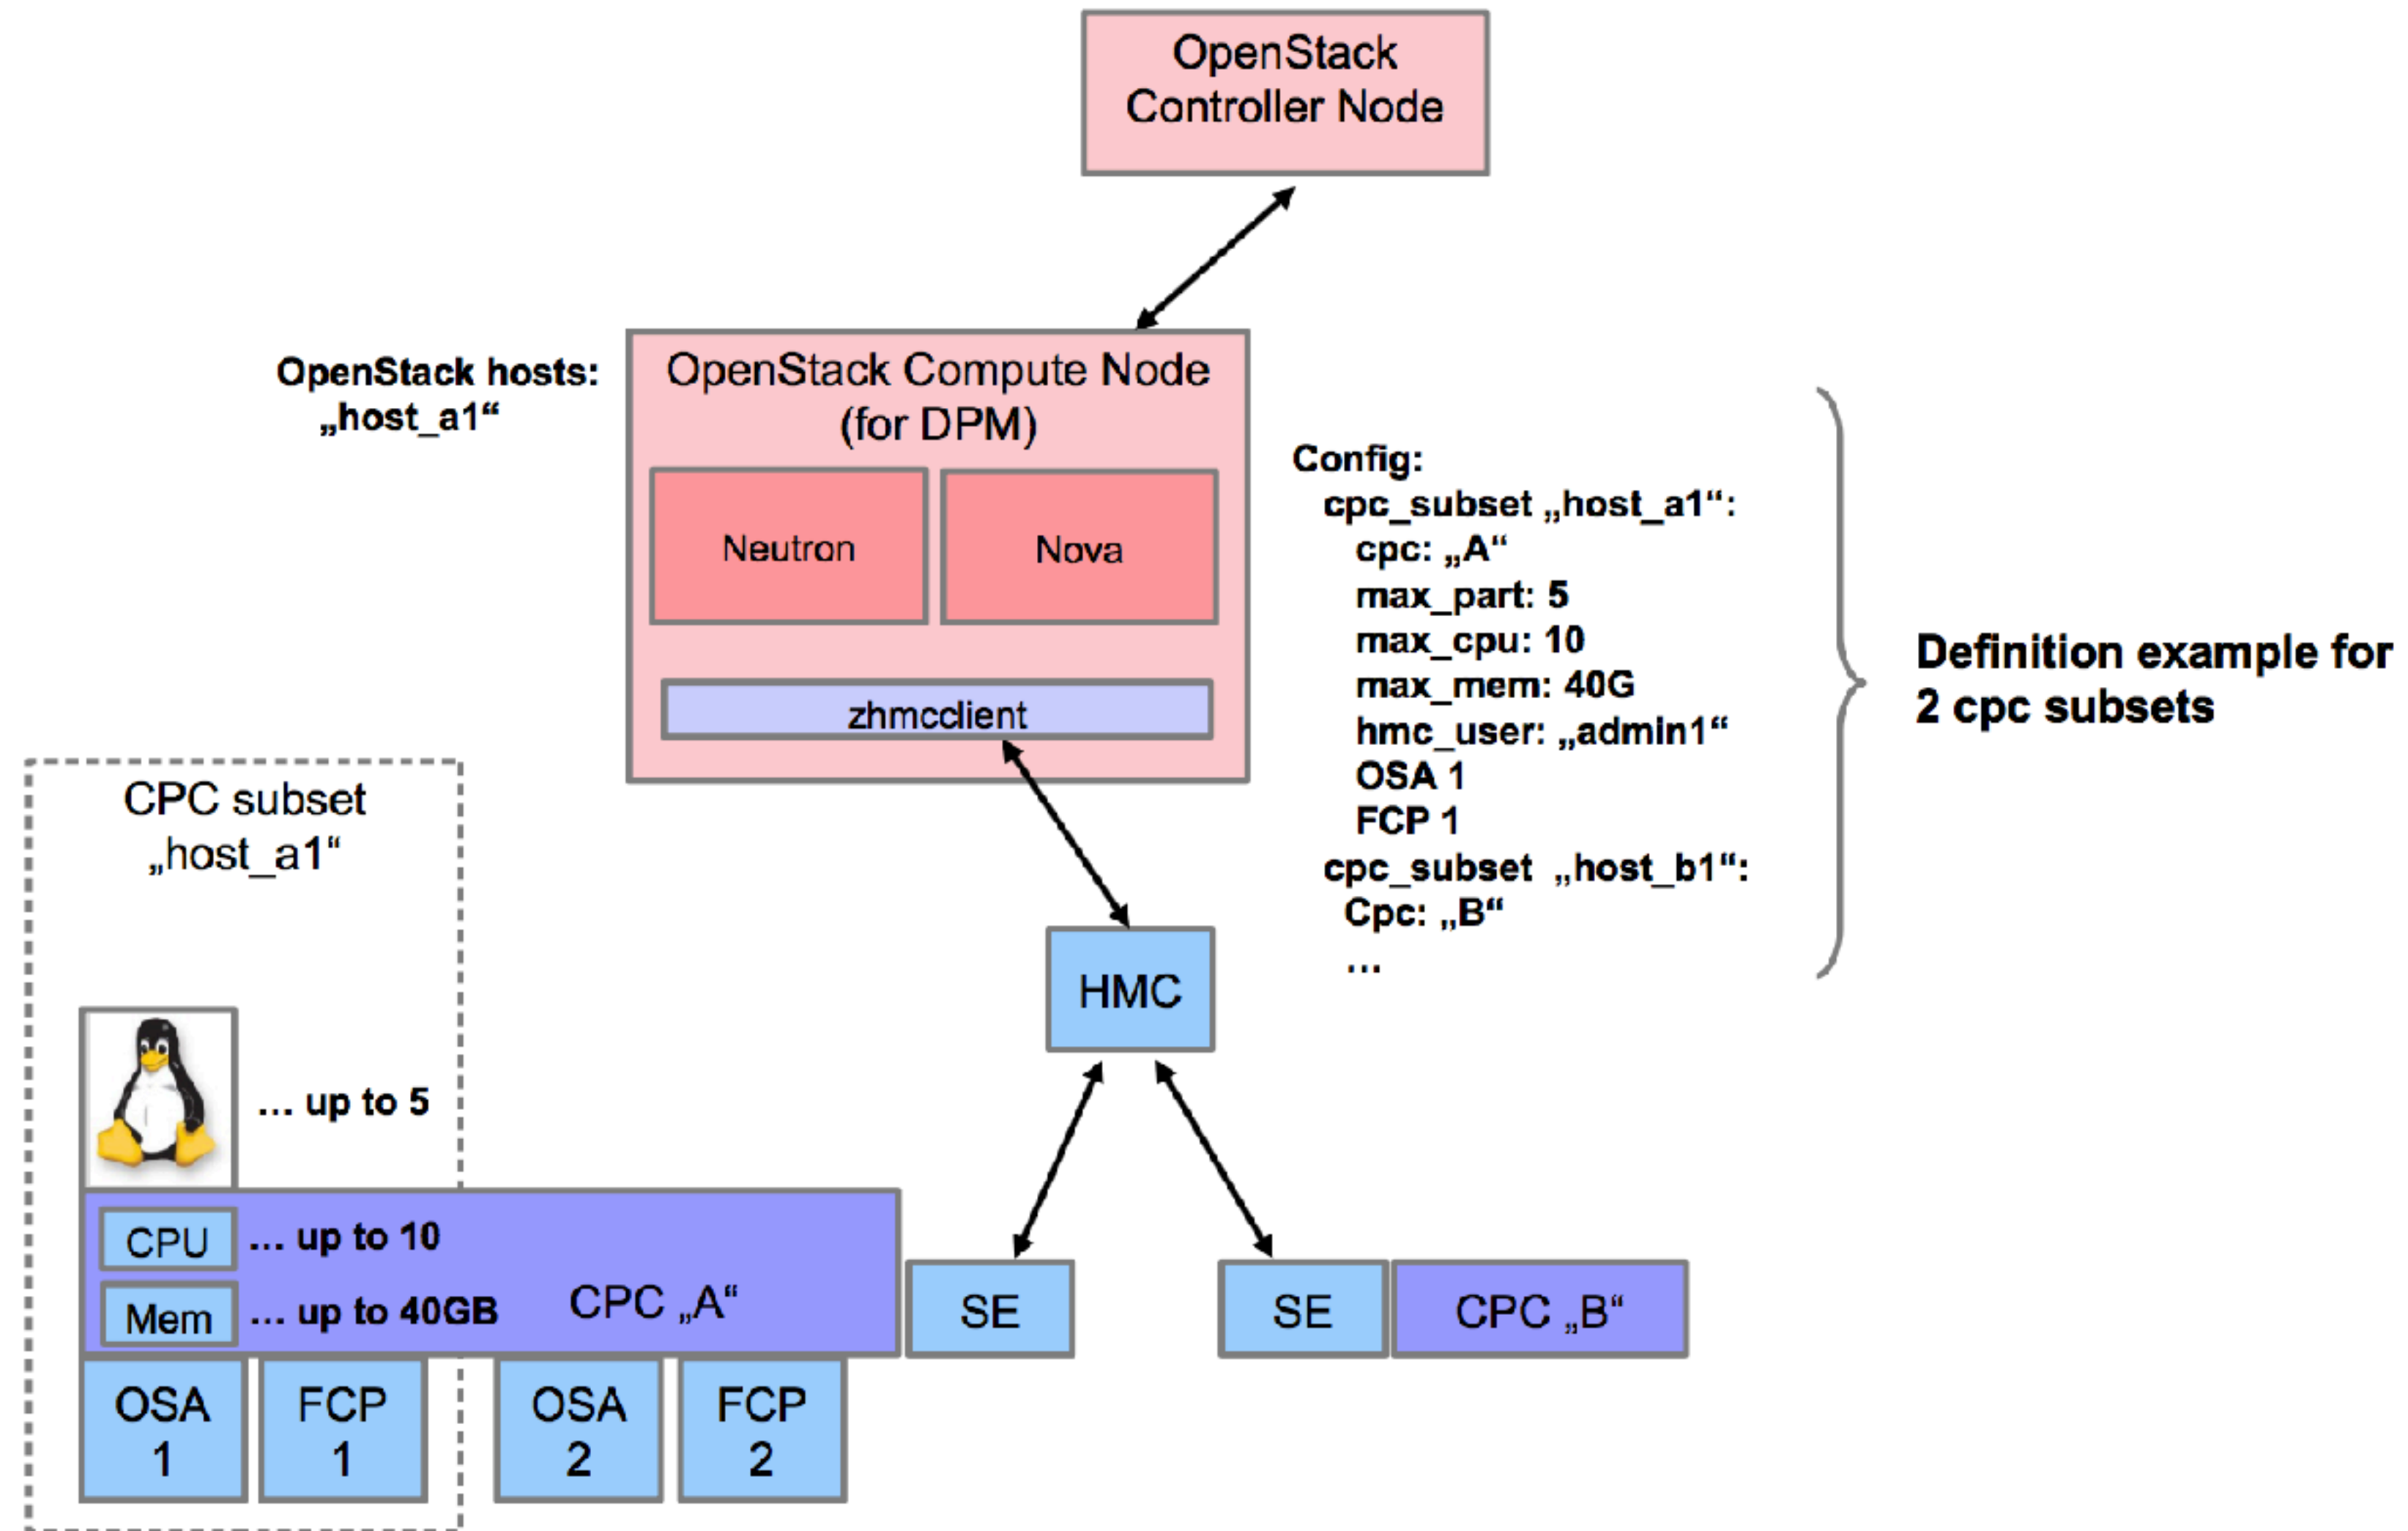 OpenStack
Controller Node
OpenStack hosts:
„host_a1“
OpenStack Compute Node
(for DPM)
Neutron
Nova
zhmcclient
Config:
cpc_subset „host_a1“:
cpc: „A“
max_part: 5
max_cpu: 10
max_mem: 40G
hmc_user: „admin1“
OSA 1
FCP 1
cpc_subset „host_b1“:
Cpc: „B“
...
Definition example for
2 cpc subsets
CPC subset
„host_a1“
HMC
... up to 5
CPU
... up to 10
Mem
... up to 40GB
CPC „A“
SE
SE
CPC „B“
OSA
1
FCP
1
OSA
2
FCP
2